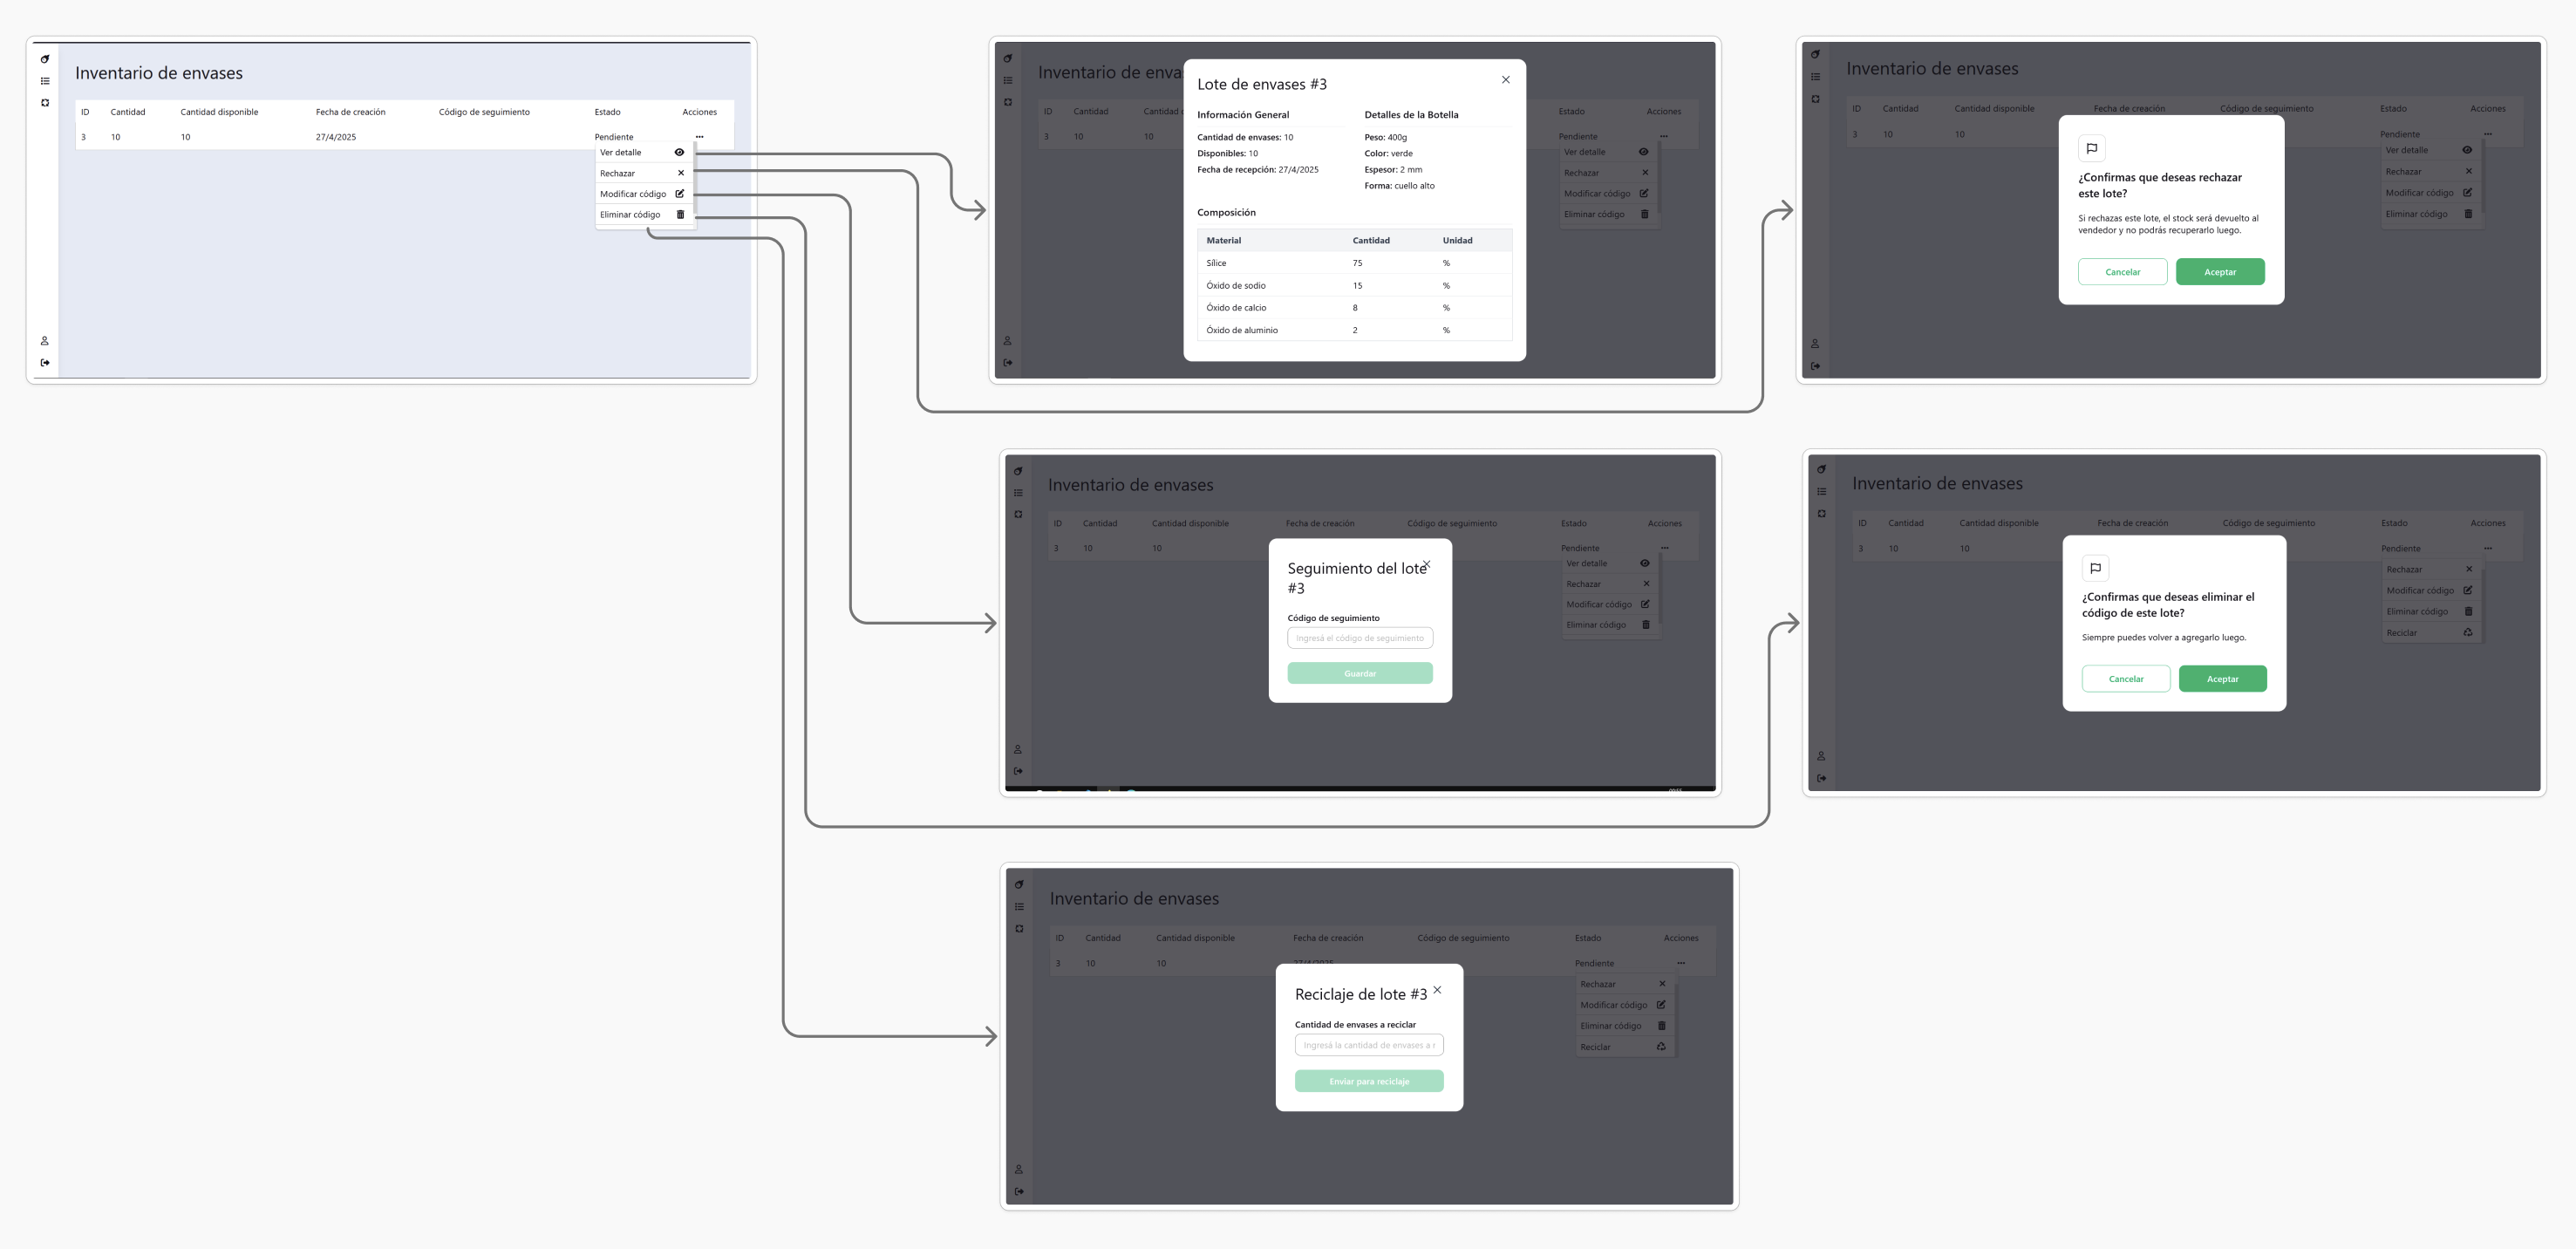 Inventario de envases
ID Cantidad Cantidad disponible Fecha de creación Código de seguimiento Estado Acciones
3 10 10 27/4/2025 Pendiente ...
Ver detalle
Rechazar
Modificar código
Eliminar código
Inventario de enva
ID Cantidad Cantidad d Estado Acciones
3 10 10 Pendiente ...
Ver detalle
Rechazar
Modificar código
Eliminar código
Lote de envases #3
Información General
Cantidad de envases: 10
Disponibles: 10
Fecha de recepción: 27/4/2025
Detalles de la Botella
Peso: 400g
Color: verde
Espesor: 2 mm
Forma: cuello alto
Composición
Material Cantidad Unidad
Sílice 75 %
Óxido de sodio 15 %
Óxido de calcio 8 %
Óxido de aluminio 2 %
Inventario de envases
ID Cantidad Cantidad disponible Fecha de creación Código de seguimiento Estado Acciones
3 10 10 Pendiente ...
Ver detalle
Rechazar
Modificar código
Eliminar código
¿Confirmas que deseas rechazar
este lote?
Si rechazas este lote, el stock será devuelto al
vendedor y no podrás recuperarlo luego.
Cancelar Aceptar
Inventario de envases
ID Cantidad Cantidad disponible Fecha de creación Código de seguimiento Estado Acciones
3 10 10 Pendiente ...
Ver detalle
Rechazar
Modificar código
Eliminar código
Seguimiento del lote
#3
Código de seguimiento
Ingresá el código de seguimiento
Guardar
Inventario de envases
ID Cantidad Cantidad disponible Fecha de creación Código de seguimiento Estado Acciones
3 10 10 Pendiente ...
Rechazar
Modificar código
Eliminar código
Reciclar
¿Confirmas que deseas eliminar el
código de este lote?
Siempre puedes volver a agregarlo luego.
Cancelar Aceptar
Inventario de envases
ID Cantidad Cantidad disponible Fecha de creación Código de seguimiento Estado Acciones
3 10 10 27/4/2025 Pendiente ...
Rechazar
Modificar código
Eliminar código
Reciclar
Reciclaje de lote #3
Cantidad de envases a reciclar
Ingresá la cantidad de envases a r
Enviar para reciclaje